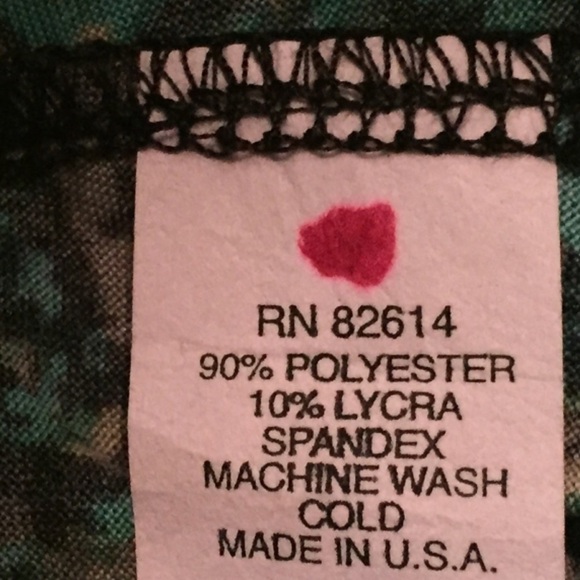 RN 82614
90% POLYESTER
10% LYCRA
SPANDEX
MACHINE WASH
COLD
MADE IN U.S.A.